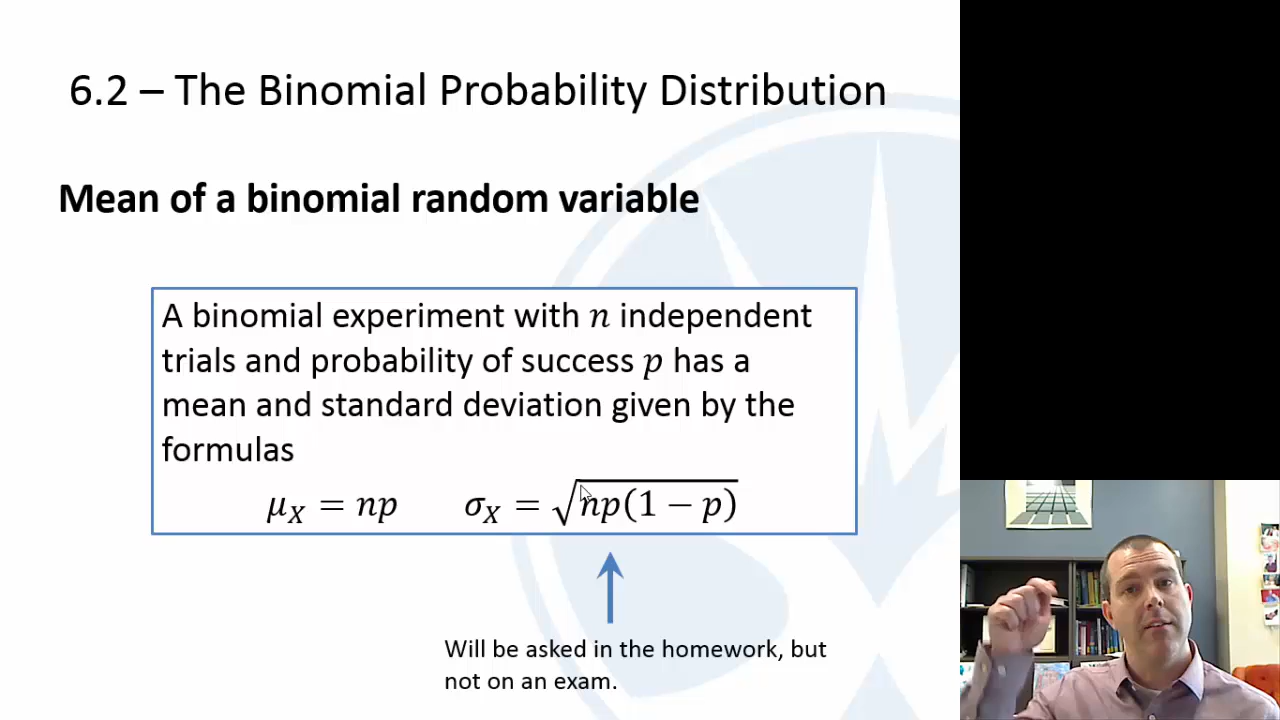 6.2 – The Binomial Probability Distribution
Mean of a binomial random variable
A binomial experiment with n independent
trials and probability of success p has a
mean and standard deviation given by the
formulas
μ_X = np σ_X = √(np(1 − p))
Will be asked in the homework, but
not on an exam.